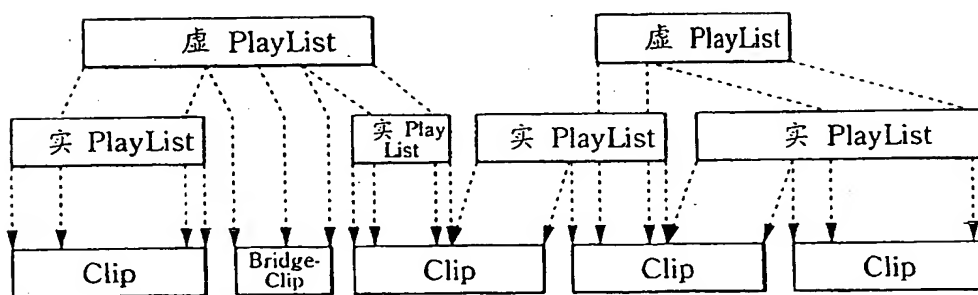 虚 PlayList
虚 PlayList
实 PlayList
实 Play
List
实 PlayList
实 PlayList
Clip
Bridge-
Clip
Clip
Clip
Clip